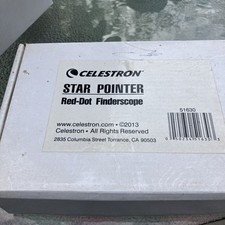 CELESTRON
STAR POINTER
Red-Dot Finderscope
51630
www.celestron.com •©2013
Celestron • All Rights Reserved
2835 Columbia Street Torrance, CA 90503